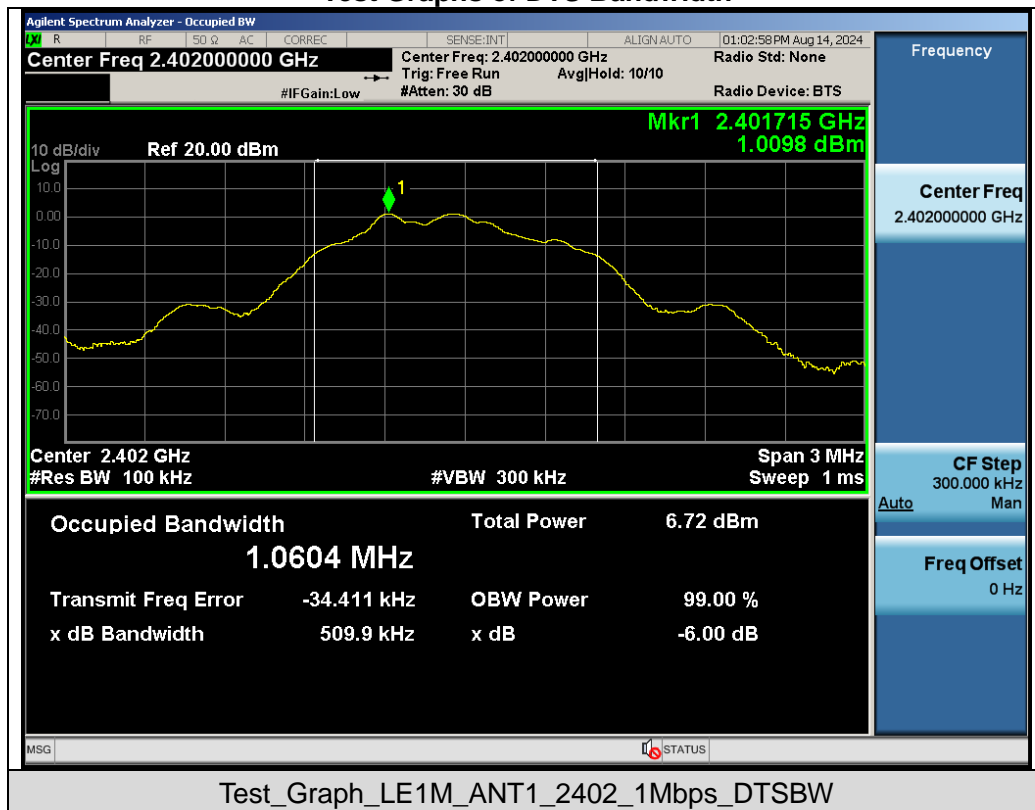 Test Graphs of DTS Bandwidth
Agilent Spectrum Analyzer - Occupied BW
LXI R RF 50 Ω AC CORREC SENSE:INT ALIGN AUTO 01:02:58 PM Aug 14, 2024
Center Freq 2.402000000 GHz
Center Freq: 2.402000000 GHz
Radio Std: None
Trig: Free Run Avg|Hold: 10/10
#IFGain:Low #Atten: 30 dB Radio Device: BTS
Frequency
Mkr1 2.401715 GHz
1.0098 dBm
10 dB/div Ref 20.00 dBm
Log
10.0
1
0.00
-10.0
-20.0
-30.0
-40.0
-50.0
-60.0
-70.0
Center Freq
2.402000000 GHz
Center 2.402 GHz Span 3 MHz
#Res BW 100 kHz #VBW 300 kHz Sweep 1 ms
CF Step
300.000 kHz
Auto Man
Occupied Bandwidth Total Power 6.72 dBm
1.0604 MHz
Transmit Freq Error -34.411 kHz OBW Power 99.00 %
x dB Bandwidth 509.9 kHz x dB -6.00 dB
Freq Offset
0 Hz
MSG STATUS
Test_Graph_LE1M_ANT1_2402_1Mbps_DTSBW